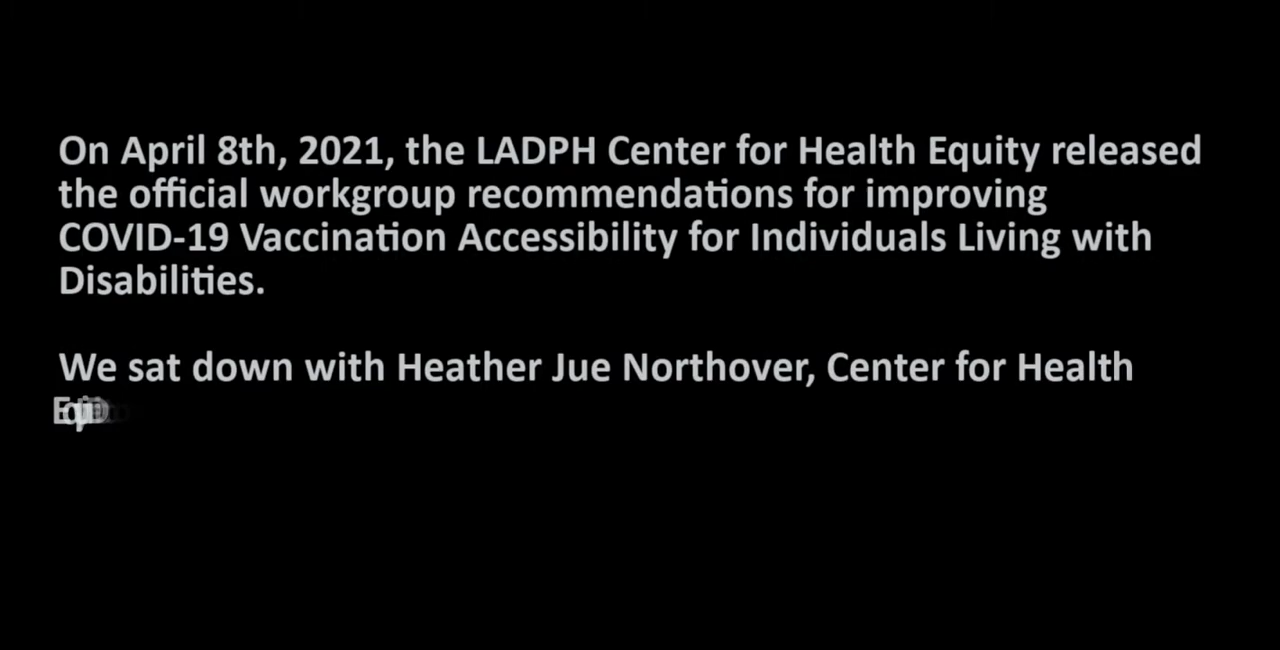 On April 8th, 2021, the LADPH Center for Health Equity released
the official workgroup recommendations for improving
COVID-19 Vaccination Accessibility for Individuals Living with
Disabilities.
We sat down with Heather Jue Northover, Center for Health